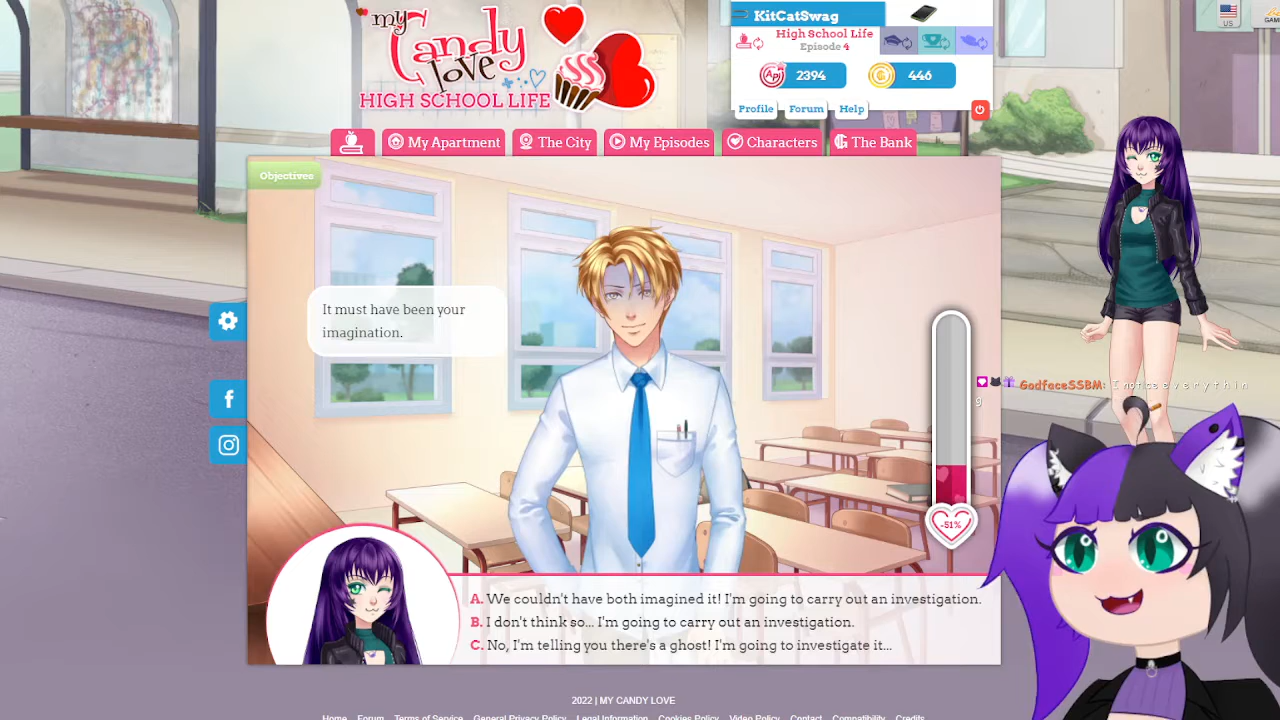 my
Candy
love
HIGH SCHOOL LIFE
KitCatSwag
High School Life
Episode 4
2394
446
Profile
Forum
Help
US
GAM
My Apartment
The City
My Episodes
Characters
The Bank
Objectives
It must have been your
imagination.
GodfaceSSBM: I notice everythin
g
-51%
A. We couldn't have both imagined it! I'm going to carry out an investigation.
B. I don't think so... I'm going to carry out an investigation.
C. No, I'm telling you there's a ghost! I'm going to investigate it...
2022 | MY CANDY LOVE
Home Forum Terms of Service General Privacy Policy Legal Information Cookies Policy Video Policy Contact Compatibility Credits